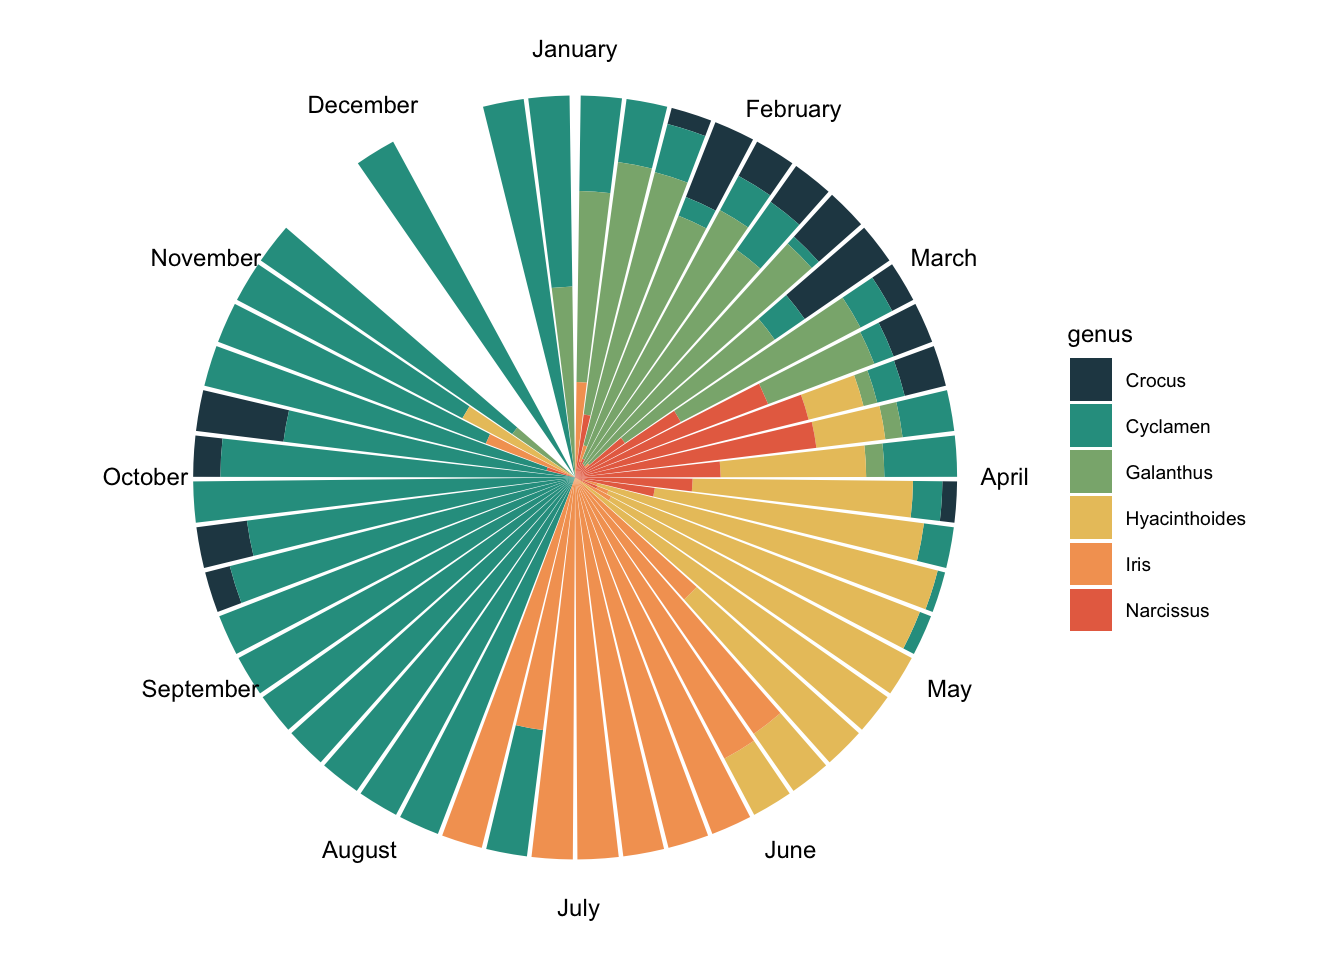 January
February
March
April
May
June
July
August
September
October
November
December
genus
Crocus
Cyclamen
Galanthus
Hyacinthoides
Iris
Narcissus